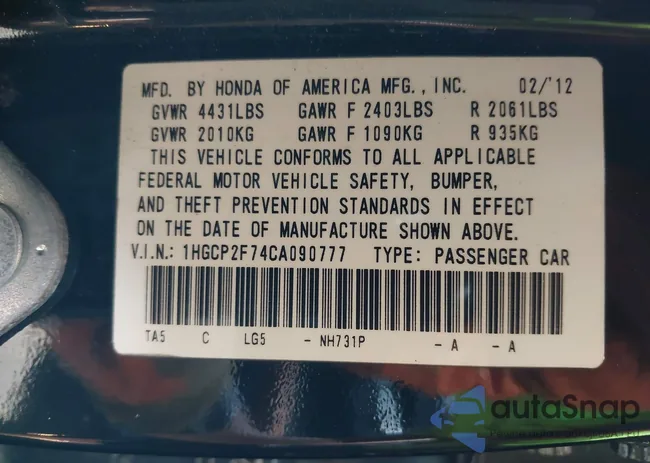 MFD. BY HONDA OF AMERICA MFG., INC. 02/'12
GVWR 4431LBS GAWR F 2403LBS R 2061LBS
GVWR 2010KG GAWR F 1090KG R 935KG
THIS VEHICLE CONFORMS TO ALL APPLICABLE
FEDERAL MOTOR VEHICLE SAFETY, BUMPER,
AND THEFT PREVENTION STANDARDS IN EFFECT
ON THE DATE OF MANUFACTURE SHOWN ABOVE.
V.I.N.: 1HGCP2F74CA090777 TYPE: PASSENGER CAR
TA5 C LG5 - NH731P - A - A
autaSnap